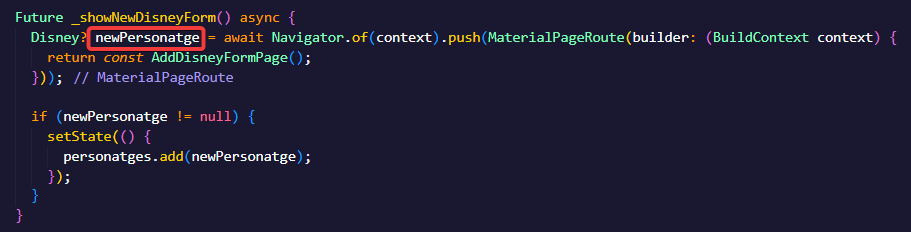 Future _showNewDisneyForm() async {
Disney? newPersonatge = await Navigator.of(context).push(MaterialPageRoute(builder: (BuildContext context) {
return const AddDisneyFormPage();
})); // MaterialPageRoute
if (newPersonatge != null) {
setState(() {
personatges.add(newPersonatge);
});
}
}